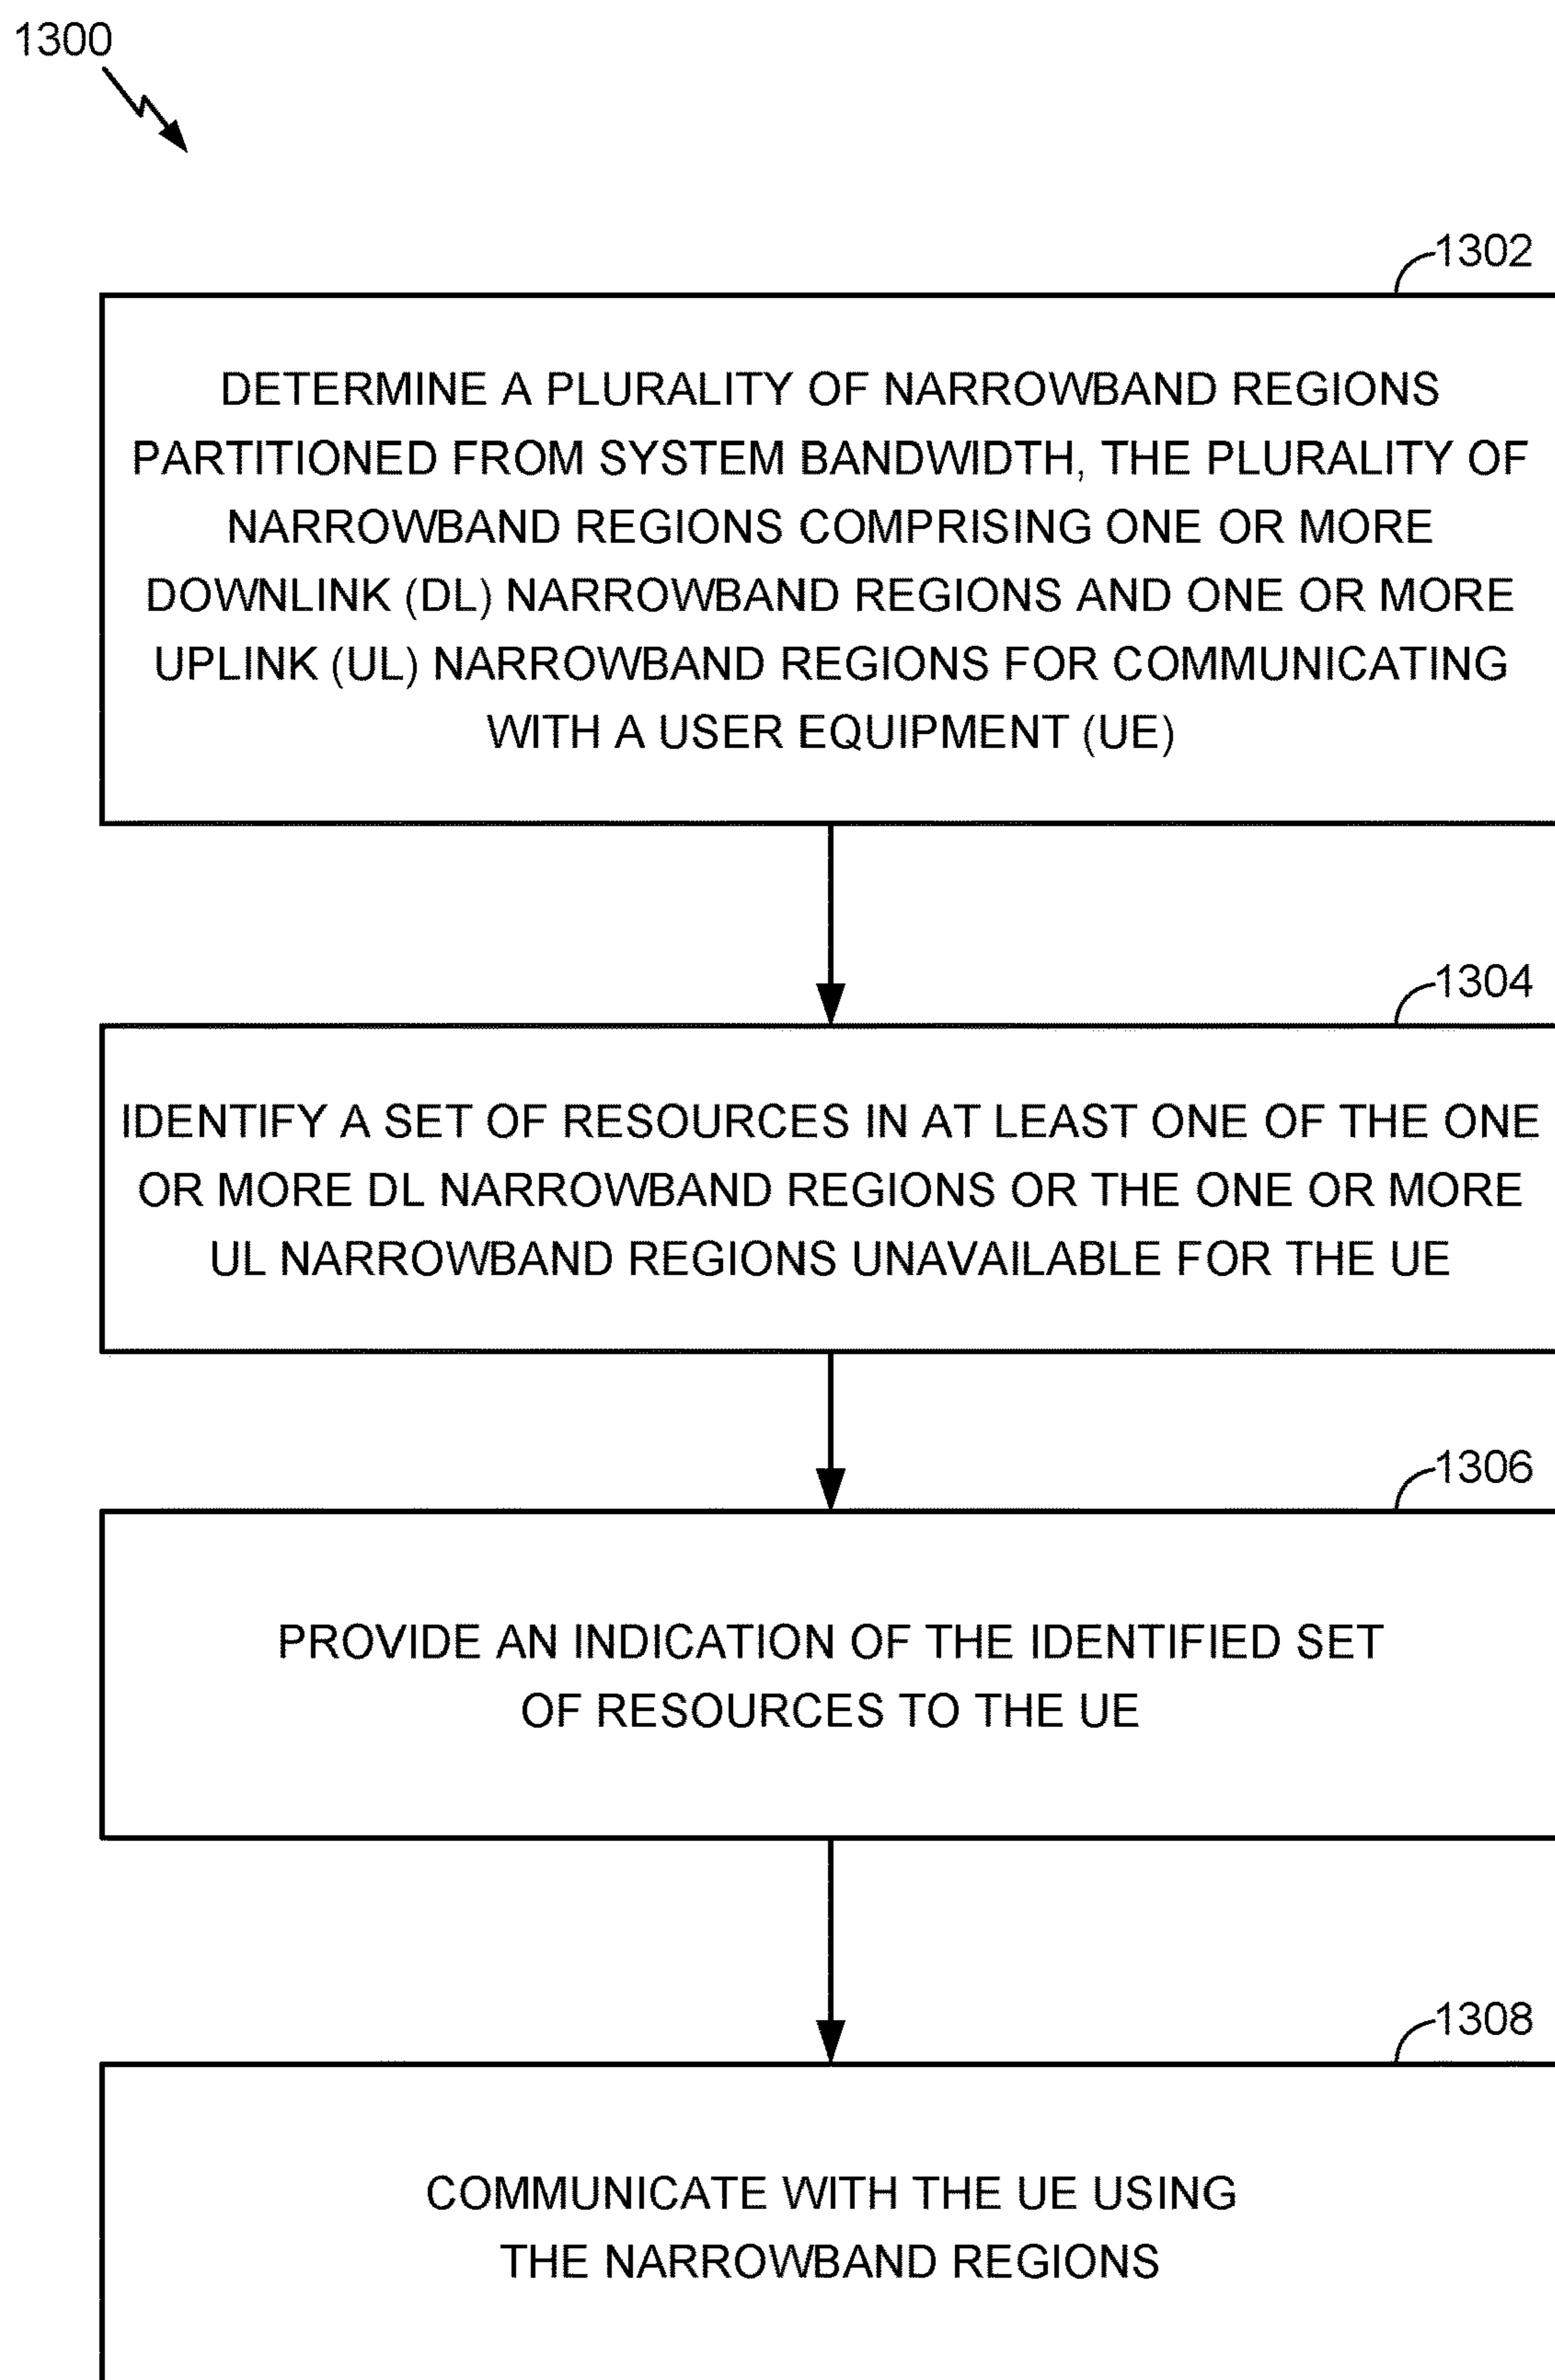 1300
1302
DETERMINE A PLURALITY OF NARROWBAND REGIONS
PARTITIONED FROM SYSTEM BANDWIDTH, THE PLURALITY OF
NARROWBAND REGIONS COMPRISING ONE OR MORE
DOWNLINK (DL) NARROWBAND REGIONS AND ONE OR MORE
UPLINK (UL) NARROWBAND REGIONS FOR COMMUNICATING
WITH A USER EQUIPMENT (UE)
1304
IDENTIFY A SET OF RESOURCES IN AT LEAST ONE OF THE ONE
OR MORE DL NARROWBAND REGIONS OR THE ONE OR MORE
UL NARROWBAND REGIONS UNAVAILABLE FOR THE UE
1306
PROVIDE AN INDICATION OF THE IDENTIFIED SET
OF RESOURCES TO THE UE
1308
COMMUNICATE WITH THE UE USING
THE NARROWBAND REGIONS